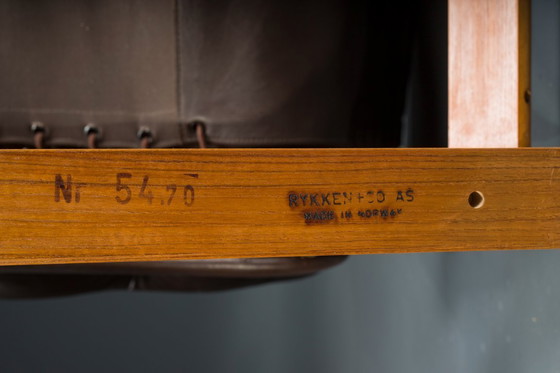 Nr 54.70
RYKKEN+CO AS
MADE IN NORWAY